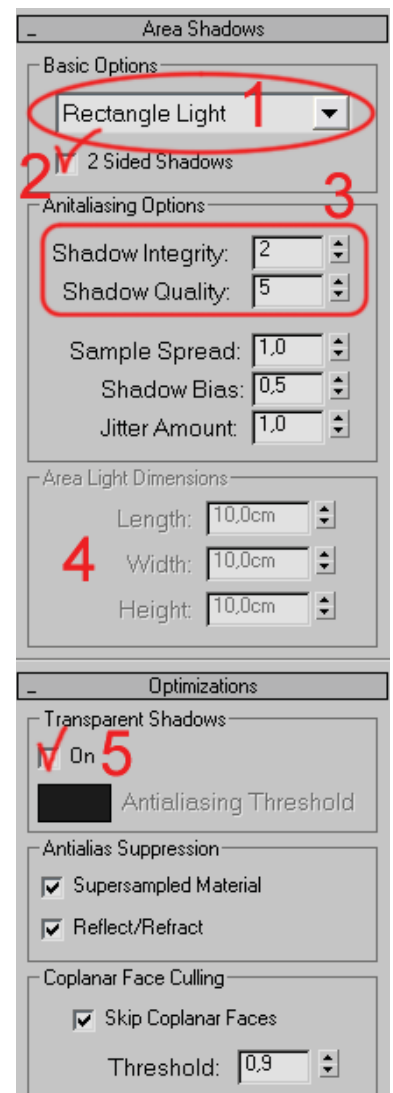 Area Shadows
Basic Options
Rectangle Light 1
2 2 Sided Shadows
Anitaliasing Options 3
Shadow Integrity: 2
Shadow Quality: 5
Sample Spread: 1,0
Shadow Bias: 0,5
Jitter Amount: 1,0
Area Light Dimensions
Length: 10,0cm
4 Width: 10,0cm
Height: 10,0cm
Optimizations
Transparent Shadows
On 5
Antialiasing Threshold
Antialias Suppression
Supersampled Material
Reflect/Refract
Coplanar Face Culling
Skip Coplanar Faces
Threshold: 0,9